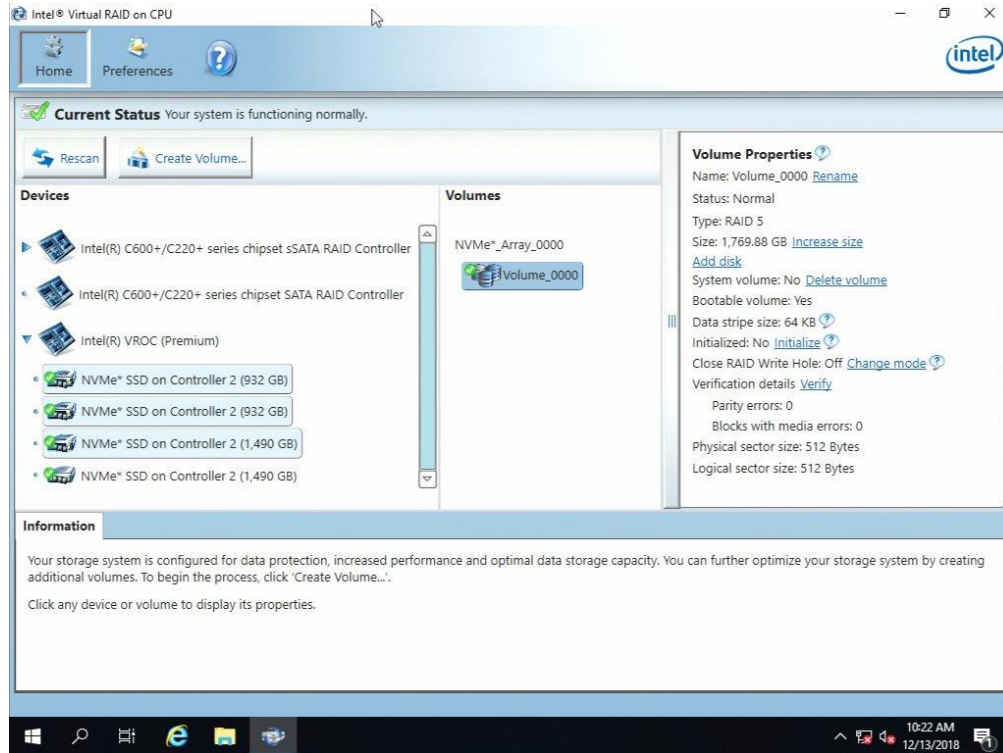 Intel® Virtual RAID on CPU
Home
Preferences
?
intel
Current Status Your system is functioning normally.
Rescan
Create Volume...
Devices
Intel(R) C600+/C220+ series chipset sSATA RAID Controller
Intel(R) C600+/C220+ series chipset SATA RAID Controller
Intel(R) VROC (Premium)
NVMe* SSD on Controller 2 (932 GB)
NVMe* SSD on Controller 2 (932 GB)
NVMe* SSD on Controller 2 (1,490 GB)
NVMe* SSD on Controller 2 (1,490 GB)
Volumes
NVMe*_Array_0000
Volume_0000
Volume Properties ?
Name: Volume_0000 Rename
Status: Normal
Type: RAID 5
Size: 1,769.88 GB Increase size
Add disk
System volume: No Delete volume
Bootable volume: Yes
Data stripe size: 64 KB ?
Initialized: No Initialize ?
Close RAID Write Hole: Off Change mode ?
Verification details Verify
Parity errors: 0
Blocks with media errors: 0
Physical sector size: 512 Bytes
Logical sector size: 512 Bytes
Information
Your storage system is configured for data protection, increased performance and optimal data storage capacity. You can further optimize your storage system by creating
additional volumes. To begin the process, click 'Create Volume...'.
Click any device or volume to display its properties.
10:22 AM
12/13/2018
1